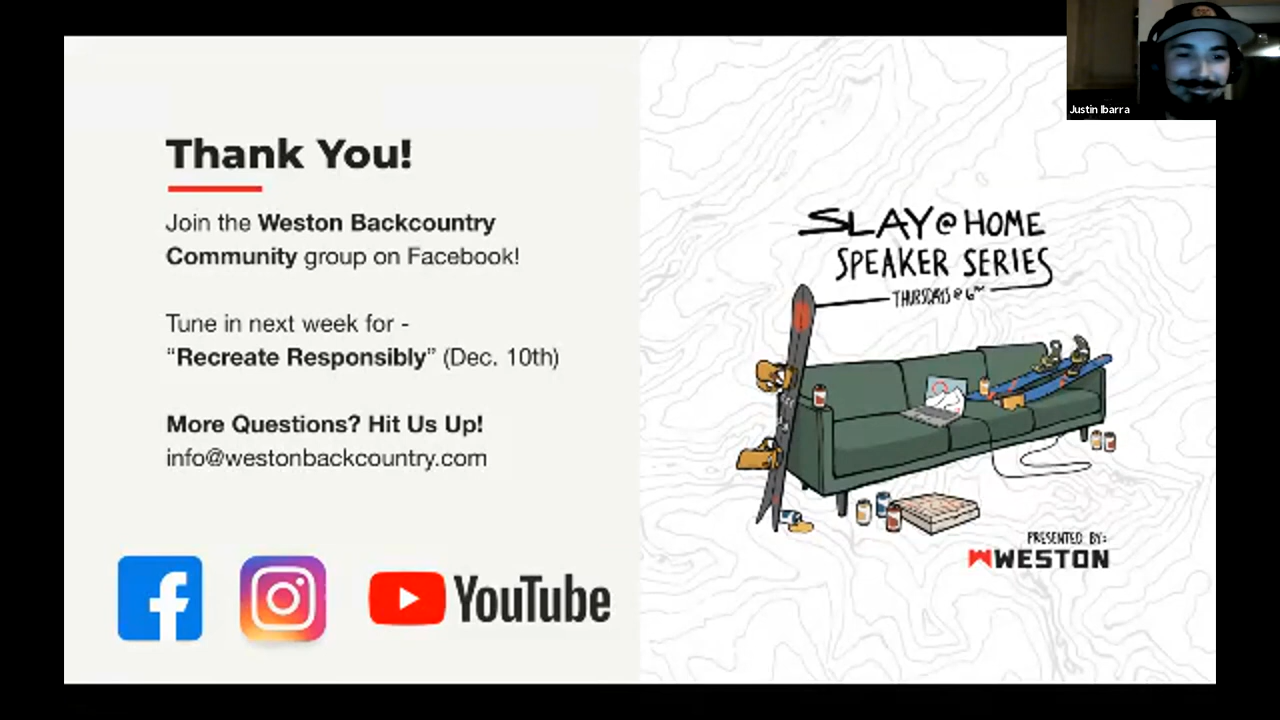 Justin Ibarra
Thank You!
Join the Weston Backcountry
Community group on Facebook!
Tune in next week for -
“Recreate Responsibly” (Dec. 10th)
More Questions? Hit Us Up!
info@westonbackcountry.com
YouTube
SLAY @ HOME
SPEAKER SERIES
THURSDAYS @ 6PM
PRESENTED BY:
WESTON